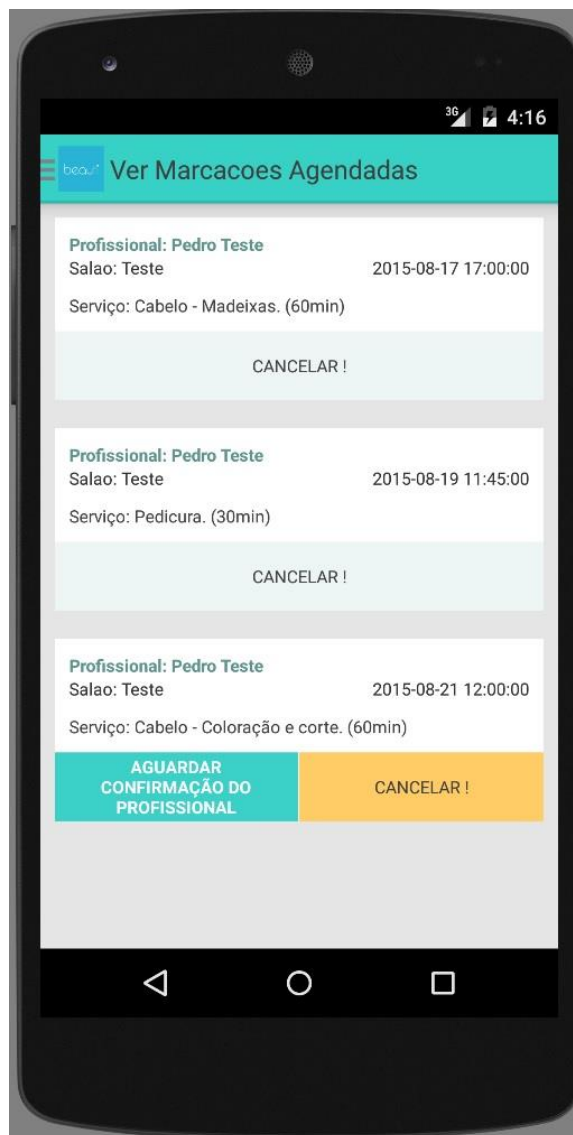 3G 4:16
Ver Marcacoes Agendadas
Profissional: Pedro Teste
Salao: Teste 2015-08-17 17:00:00
Serviço: Cabelo - Madeixas. (60min)
CANCELAR !
Profissional: Pedro Teste
Salao: Teste 2015-08-19 11:45:00
Serviço: Pedicura. (30min)
CANCELAR !
Profissional: Pedro Teste
Salao: Teste 2015-08-21 12:00:00
Serviço: Cabelo - Coloração e corte. (60min)
AGUARDAR
CONFIRMAÇÃO DO
PROFISSIONAL
CANCELAR !